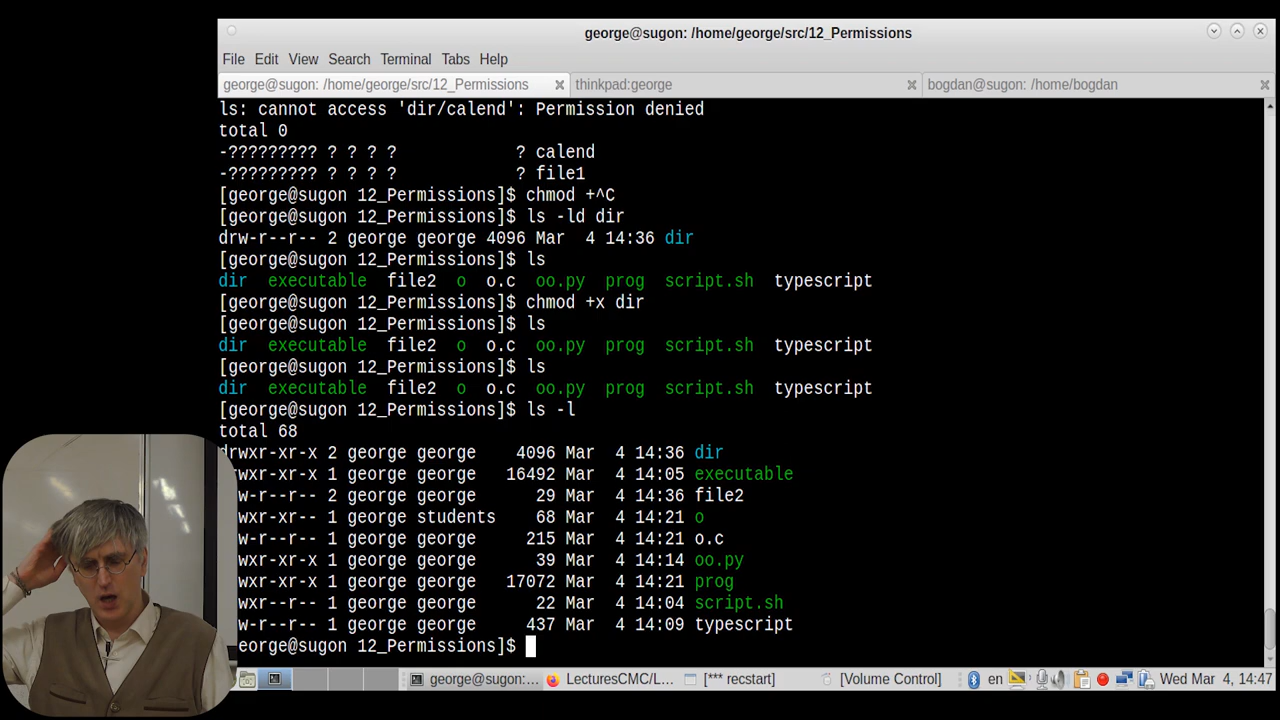 george@sugon: /home/george/src/12_Permissions
File Edit View Search Terminal Tabs Help
george@sugon: /home/george/src/12_Permissions thinkpad:george bogdan@sugon: /home/bogdan
ls: cannot access 'dir/calend': Permission denied
total 0
-????????? ? ? ? ? ? calend
-????????? ? ? ? ? ? file1
[george@sugon 12_Permissions]$ chmod +^C
[george@sugon 12_Permissions]$ ls -ld dir
drw-r--r-- 2 george george 4096 Mar 4 14:36 dir
[george@sugon 12_Permissions]$ ls
dir executable file2 o o.c oo.py prog script.sh typescript
[george@sugon 12_Permissions]$ chmod +x dir
[george@sugon 12_Permissions]$ ls
dir executable file2 o o.c oo.py prog script.sh typescript
[george@sugon 12_Permissions]$ ls
dir executable file2 o o.c oo.py prog script.sh typescript
[george@sugon 12_Permissions]$ ls -l
total 68
drwxr-xr-x 2 george george 4096 Mar 4 14:36 dir
rwxr-xr-x 1 george george 16492 Mar 4 14:05 executable
w-r--r-- 2 george george 29 Mar 4 14:36 file2
wxr-xr-- 1 george students 68 Mar 4 14:21 o
w-r--r-- 1 george george 215 Mar 4 14:21 o.c
wxr-xr-x 1 george george 39 Mar 4 14:14 oo.py
wxr-xr-x 1 george george 17072 Mar 4 14:21 prog
wxr--r-- 1 george george 22 Mar 4 14:04 script.sh
w-r--r-- 1 george george 437 Mar 4 14:09 typescript
eorge@sugon 12_Permissions]$
george@sugon:... LecturesCMC/L... [*** recstart] [Volume Control] en Wed Mar 4, 14:47